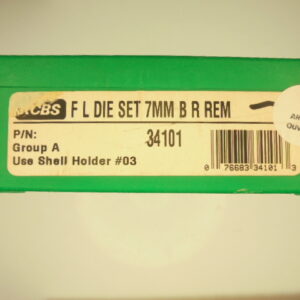 RCBS F L DIE SET 7MM B R REM
P/N: 34101
Group A
Use Shell Holder #03
0 76683 34101 3